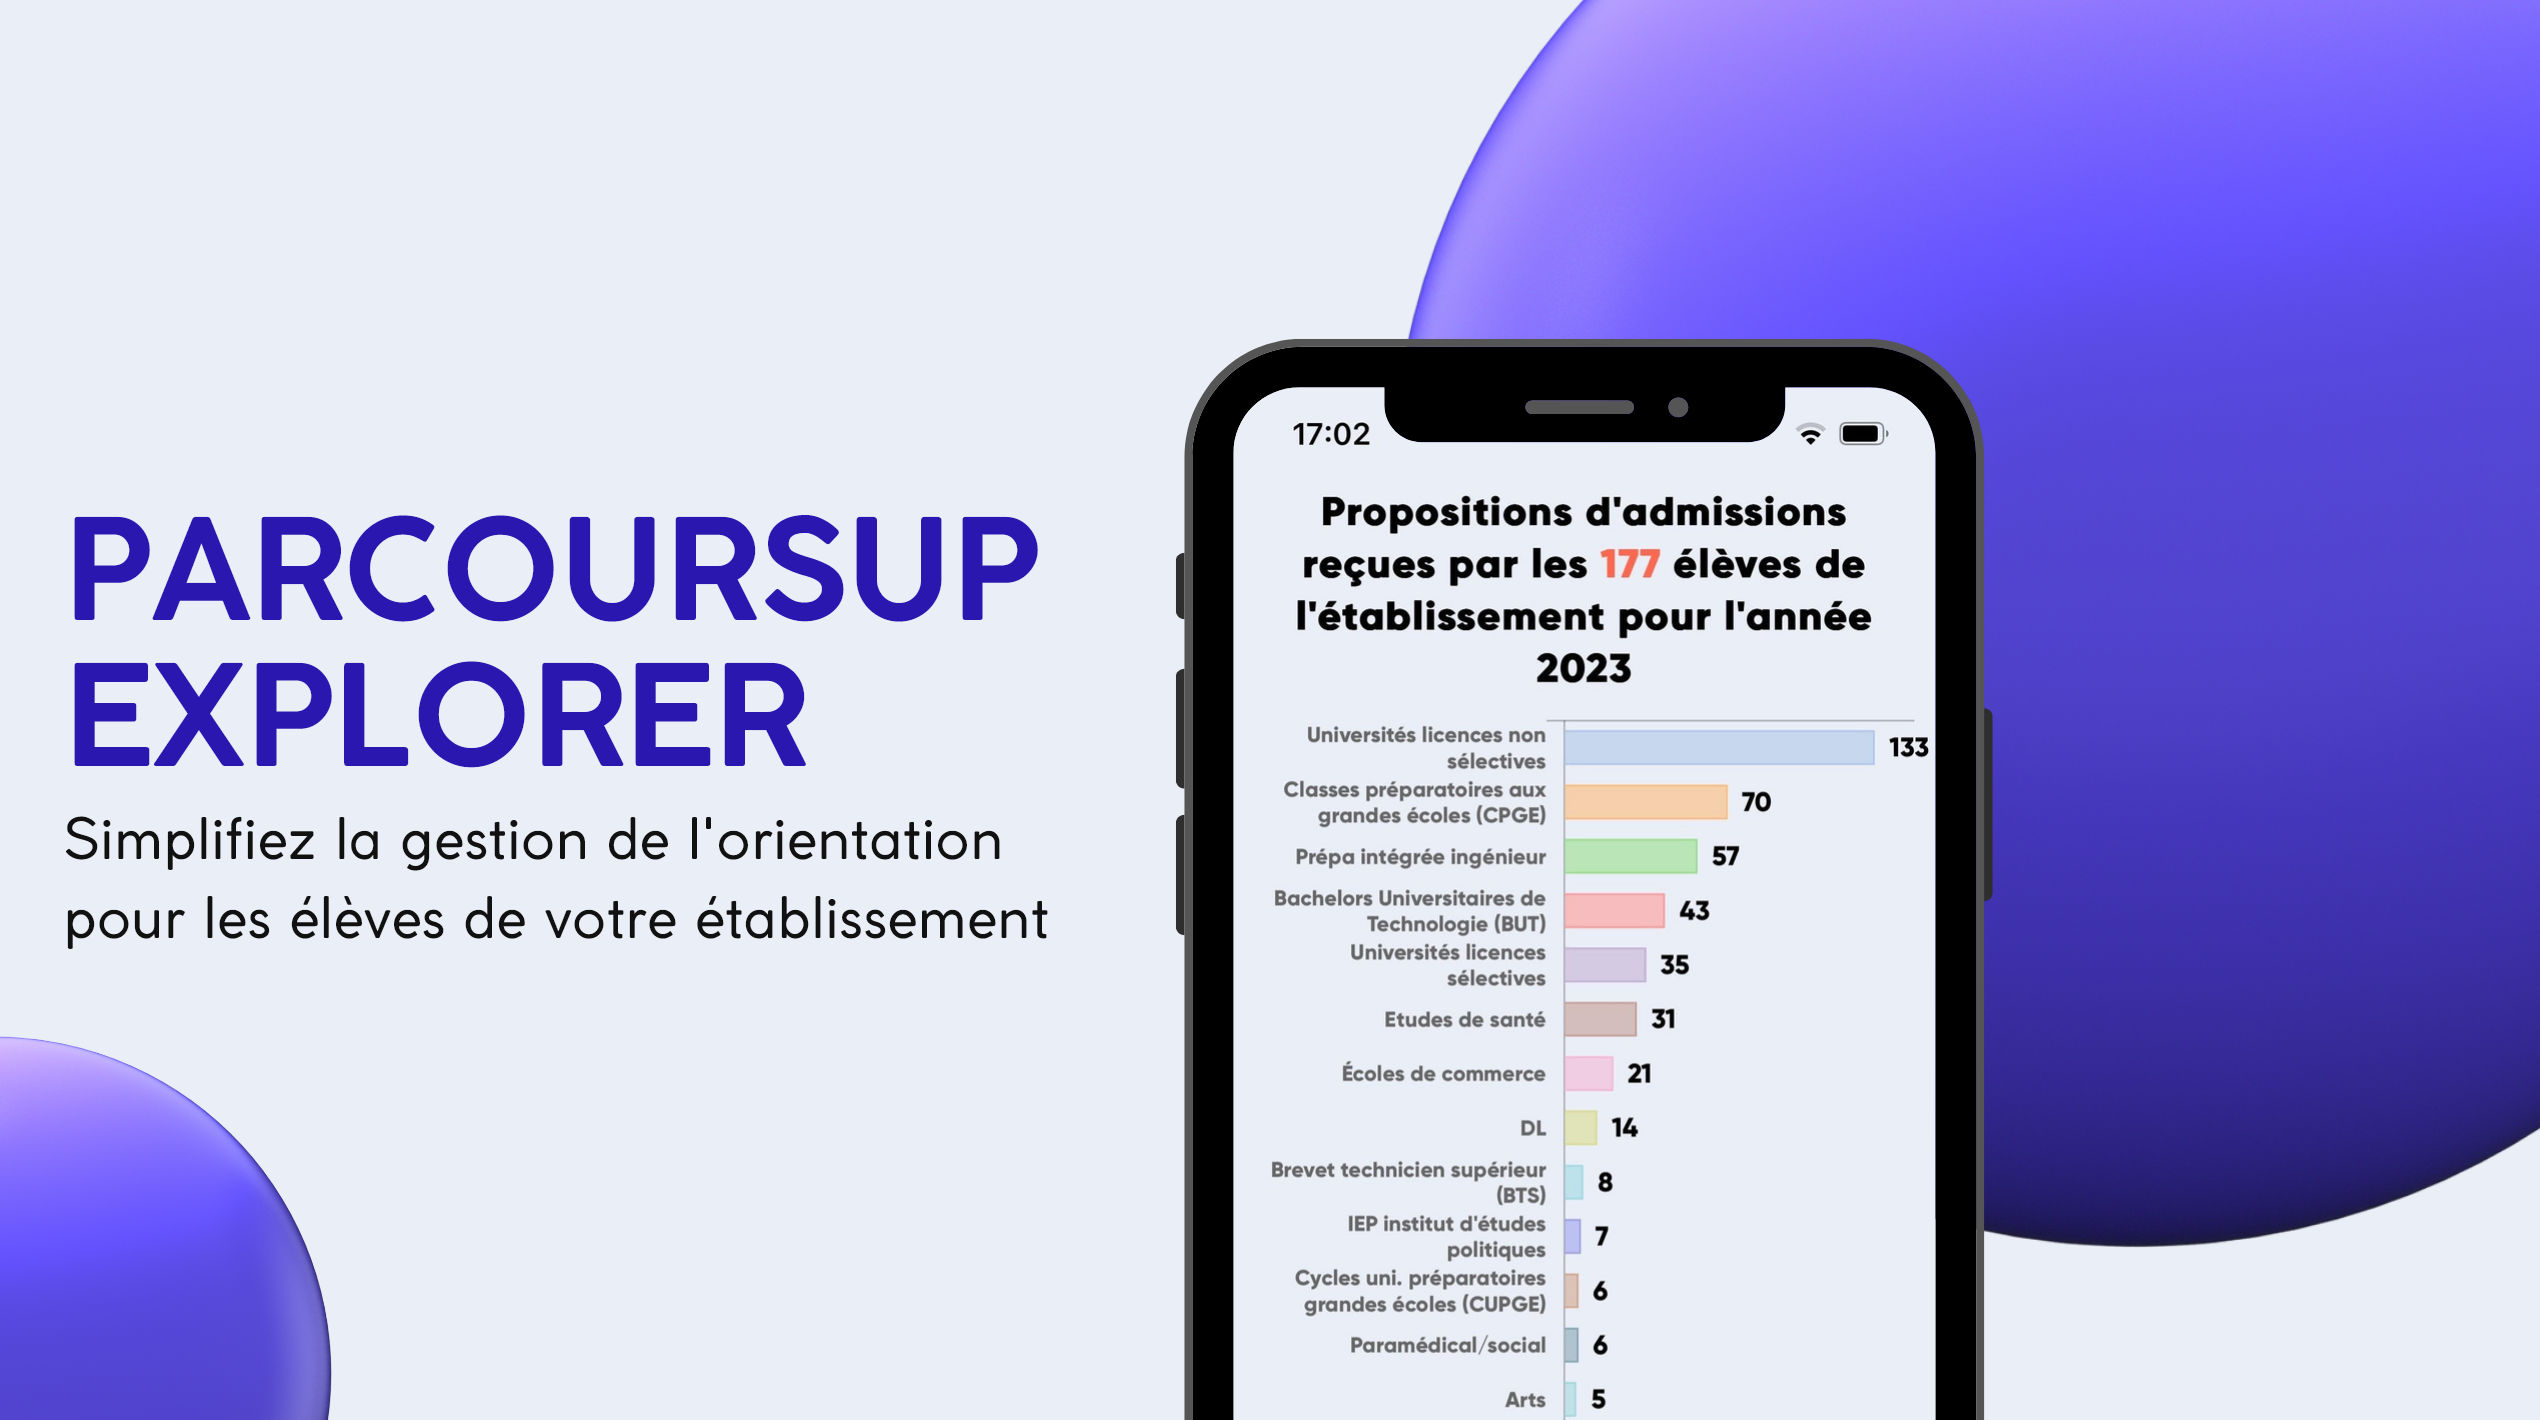 PARCOURSUP
EXPLORER
Simplifiez la gestion de l'orientation
pour les élèves de votre établissement
17:02
Propositions d'admissions
reçues par les 177 élèves de
l'établissement pour l'année
2023
Universités licences non
sélectives
133
Classes préparatoires aux
grandes écoles (CPGE)
70
Prépa intégrée ingénieur
57
Bachelors Universitaires de
Technologie (BUT)
43
Universités licences
sélectives
35
Etudes de santé
31
Écoles de commerce
21
DL
14
Brevet technicien supérieur
(BTS)
8
IEP institut d'études
politiques
7
Cycles uni. préparatoires
grandes écoles (CUPGE)
6
Paramédical/social
6
Arts
5